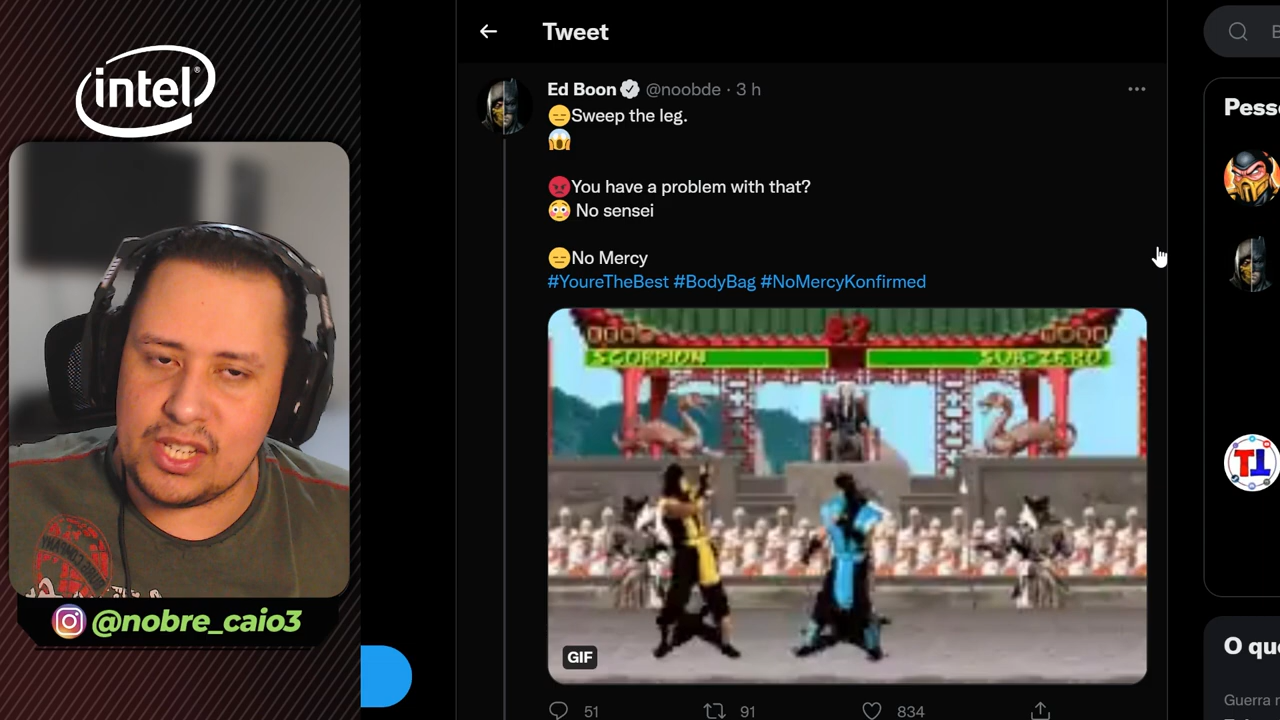 intel
@nobre_caio3
Tweet
Ed Boon @noobde · 3 h
😑Sweep the leg.
😱
😡You have a problem with that?
😳 No sensei
😑No Mercy
#YoureTheBest #BodyBag #NoMercyKonfirmed
SCORPION
SUB-ZERO
GIF
51 91 834
Pess
O qu
Guerra